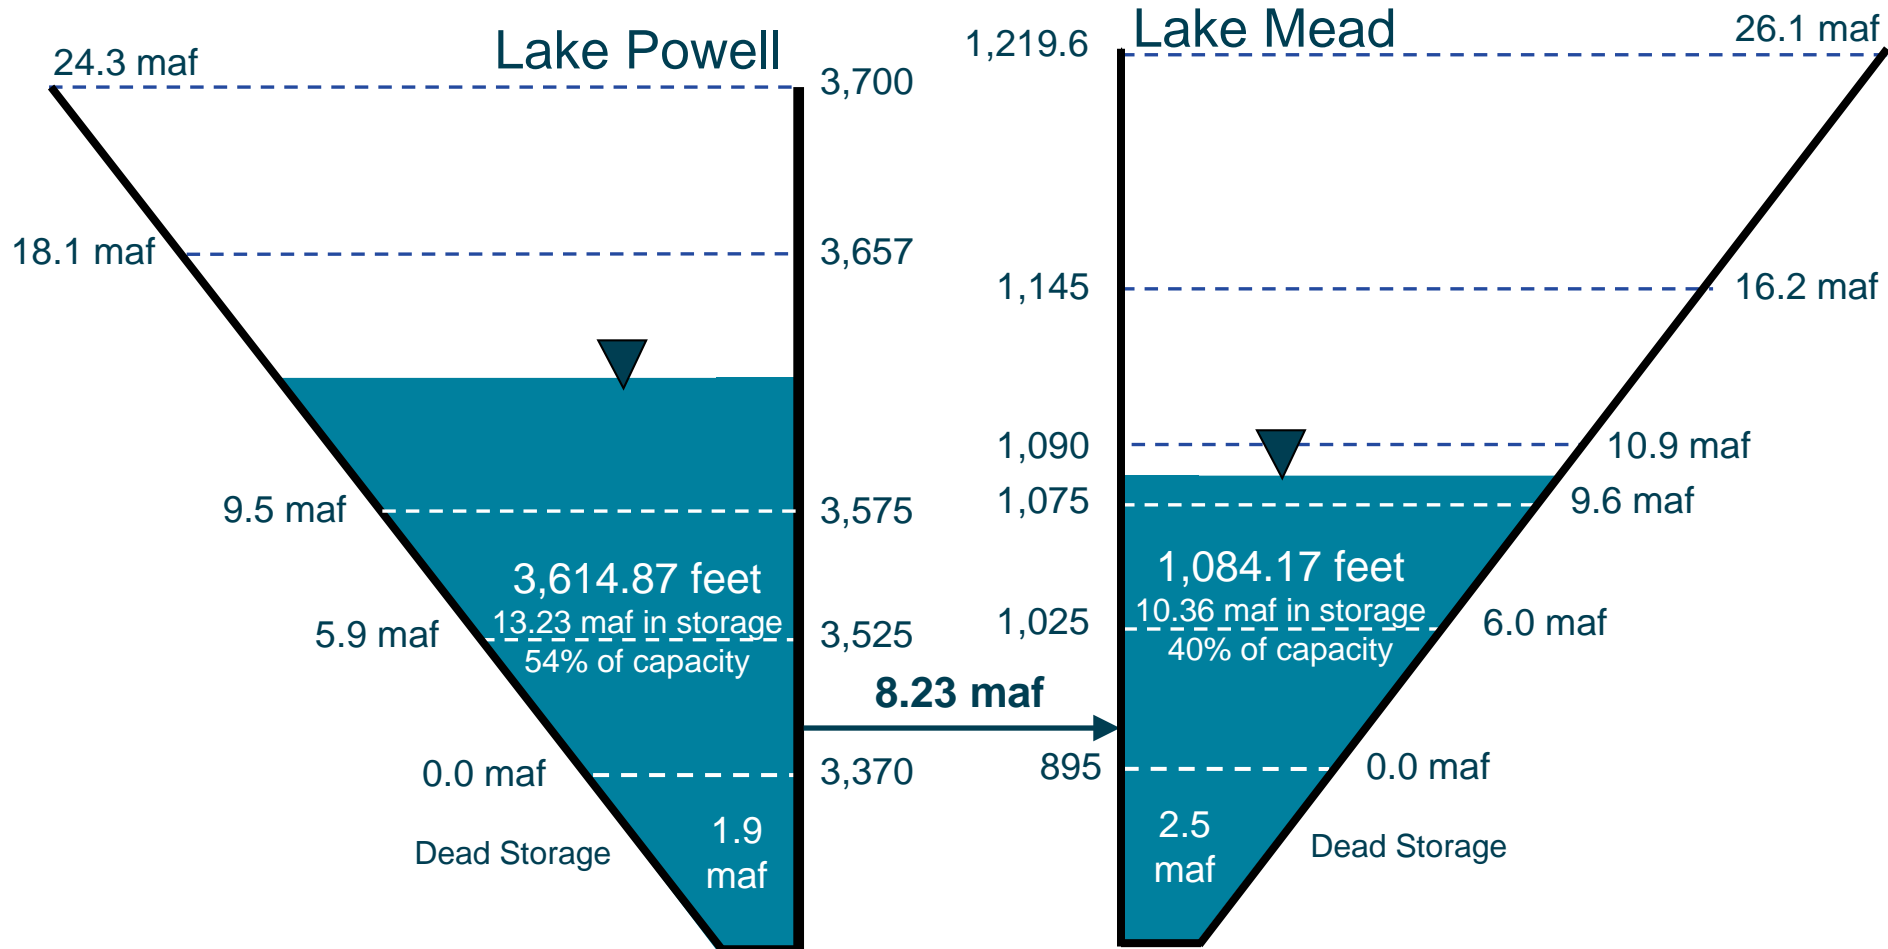 Lake Powell
24.3 maf
3,700
18.1 maf
3,657
9.5 maf
3,575
3,614.87 feet
13.23 maf in storage
5.9 maf
3,525
54% of capacity
8.23 maf
0.0 maf
3,370
1.9
maf
Dead Storage
Lake Mead
1,219.6
26.1 maf
1,145
16.2 maf
1,090
10.9 maf
1,075
9.6 maf
1,084.17 feet
10.36 maf in storage
1,025
6.0 maf
40% of capacity
895
0.0 maf
2.5
maf
Dead Storage